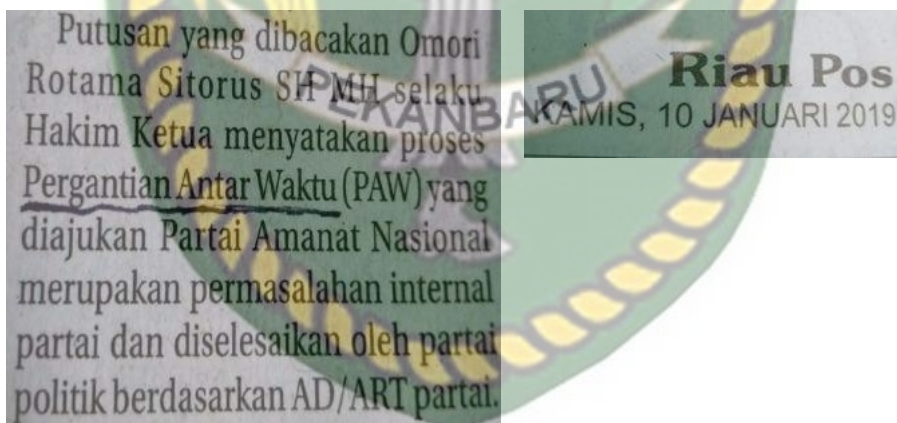 Putusan yang dibacakan Omori
Rotama Sitorus SH MH selaku
Hakim Ketua menyatakan proses
Pergantian Antar Waktu (PAW) yang
diajukan Partai Amanat Nasional
merupakan permasalahan internal
partai dan diselesaikan oleh partai
politik berdasarkan AD/ART partai.
Riau Pos
KAMIS, 10 JANUARI 2019
PEKANBARU